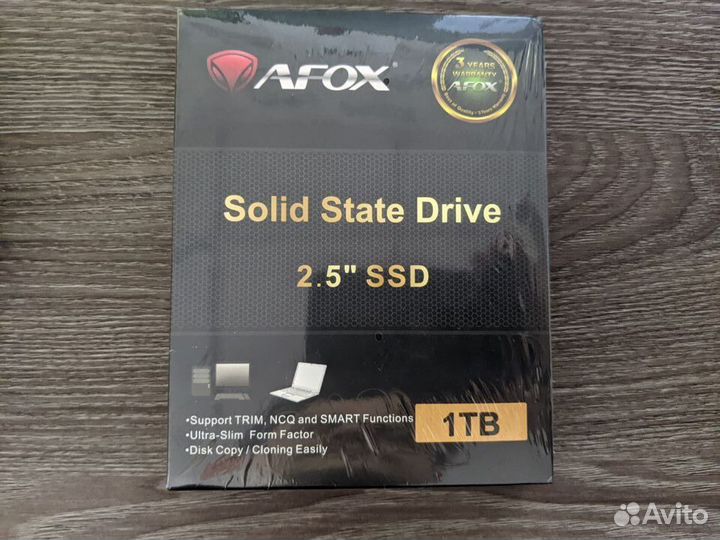 AFOX®
3 YEARS
WARRANTY
AFOX
Solid State Drive
2.5" SSD
•Support TRIM, NCQ and SMART Functions
•Ultra-Slim Form Factor
•Disk Copy / Cloning Easily
1TB
Avito